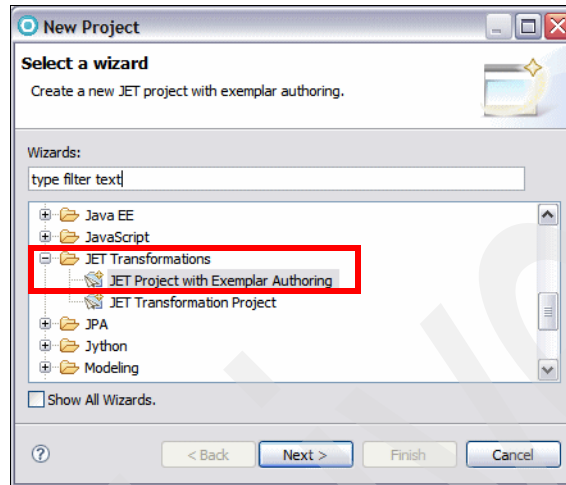 New Project
Select a wizard
Create a new JET project with exemplar authoring.
Wizards:
type filter text
Java EE
JavaScript
JET Transformations
JET Project with Exemplar Authoring
JET Transformation Project
JPA
Jython
Modeling
Show All Wizards.
? < Back Next > Finish Cancel